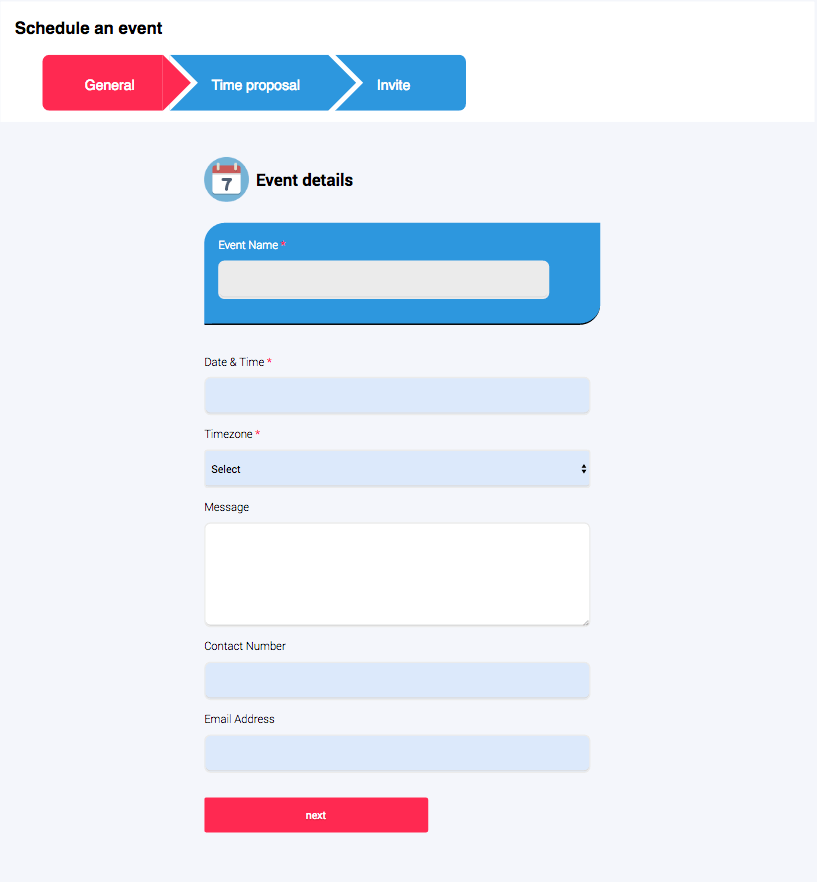 Schedule an event
General
Time proposal
Invite
7
Event details
Event Name *
Date & Time *
Timezone *
Select
Message
Contact Number
Email Address
next